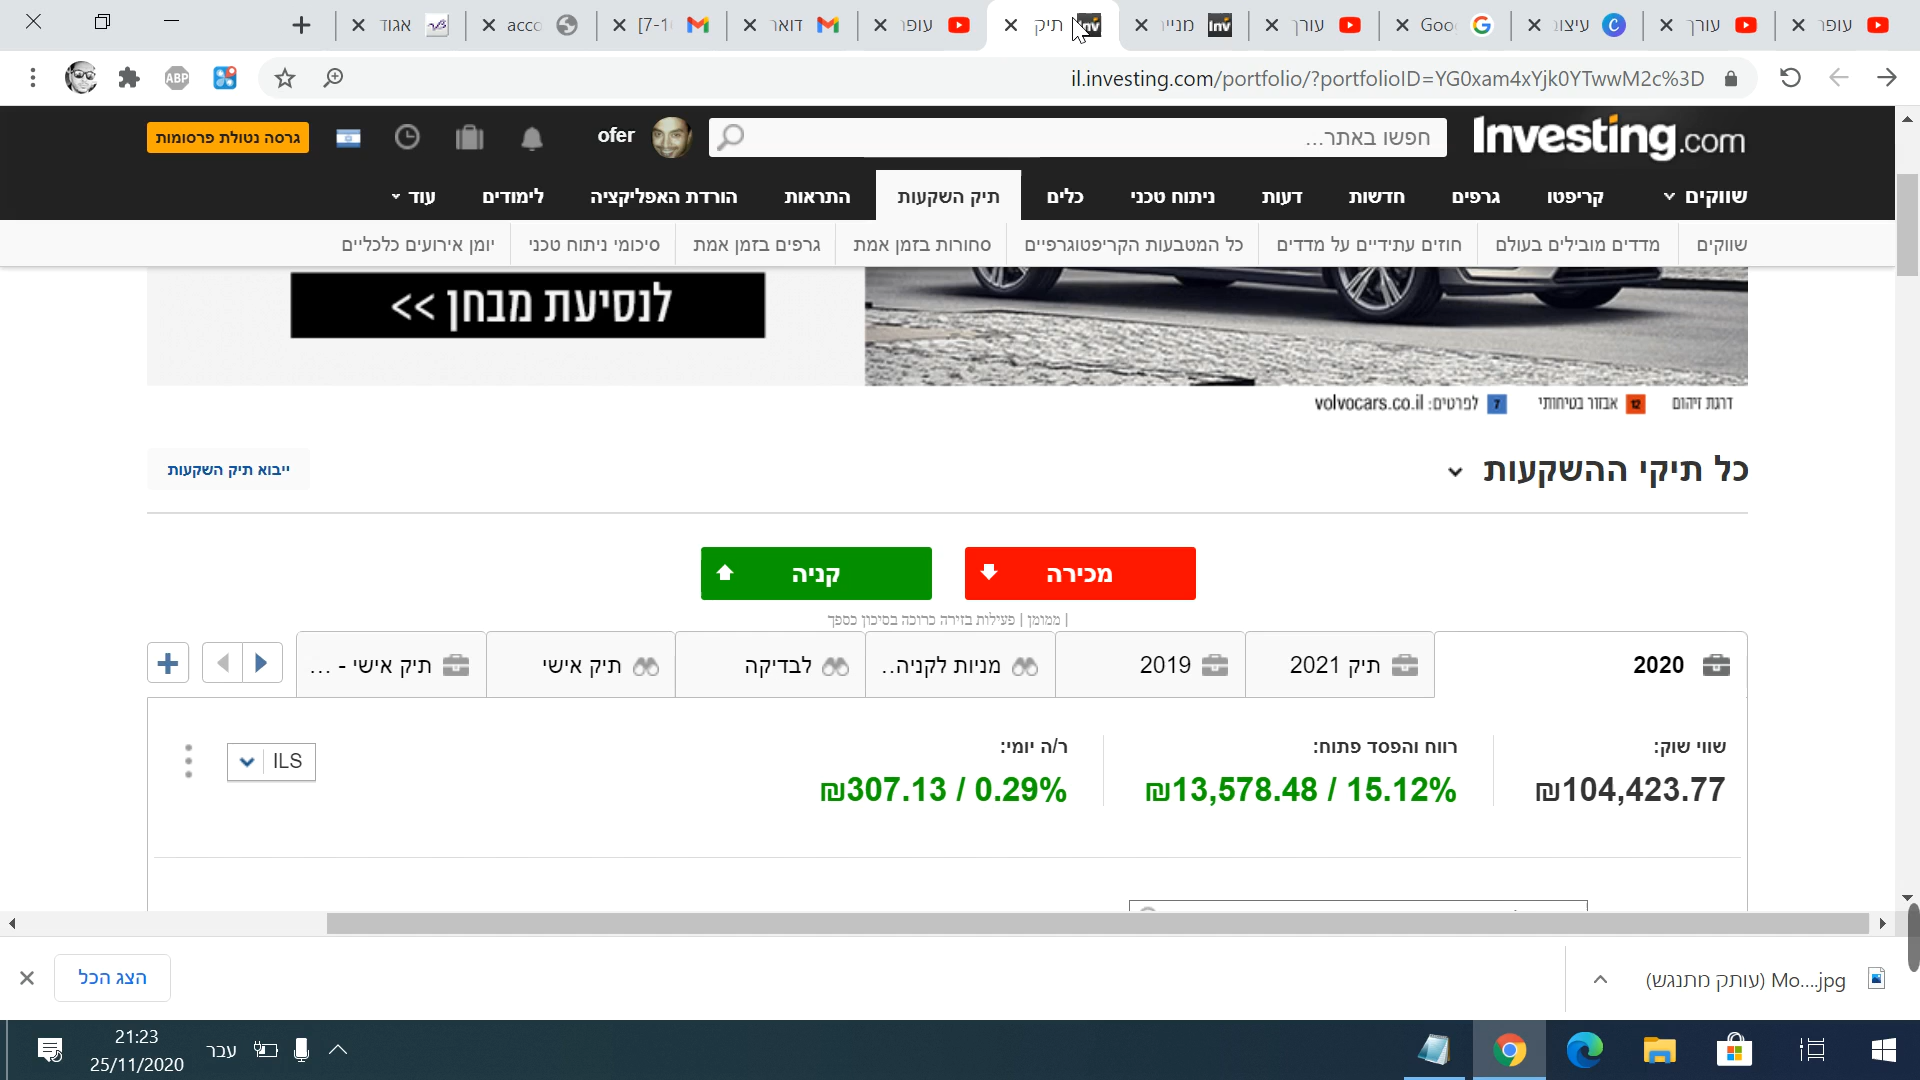 עופר
עורך
עיצוב
Goo
עורך
מניי
תיק
עופר
דואר
[7-1
acco
אגוד
il.investing.com/portfolio/?portfolioID=YG0xam4xYjk0YTwwM2c%3D
ABP
Investing.com
חפשו באתר...
ofer
גרסה נטולת פרסומות
שווקים
קריפטו
גרפים
חדשות
דעות
ניתוח טכני
כלים
תיק השקעות
התראות
הורדת האפליקציה
לימודים
עוד
שווקים
מדדים מובילים בעולם
חוזים עתידיים על מדדים
כל המטבעות הקריפטוגרפיים
סחורות בזמן אמת
גרפים בזמן אמת
סיכומי ניתוח טכני
יומן אירועים כלכליים
לנסיעת מבחן >>
דרגת זיהום
12 אבזור בטיחותי
7 לפרטים: volvocars.co.il
כל תיקי ההשקעות
ייבוא תיק השקעות
מכירה
קניה
| ממומן | פעילות בזירה כרוכה בסיכון כספך
2020
תיק 2021
2019
מניות לקניה..
לבדיקה
תיק אישי
תיק אישי - ...
שווי שוק:
₪104,423.77
רווח והפסד פתוח:
₪13,578.48 / 15.12%
ר/ה יומי:
₪307.13 / 0.29%
ILS
Mo....jpg (עותק מתנגש)
הצג הכל
עבר
21:23
25/11/2020